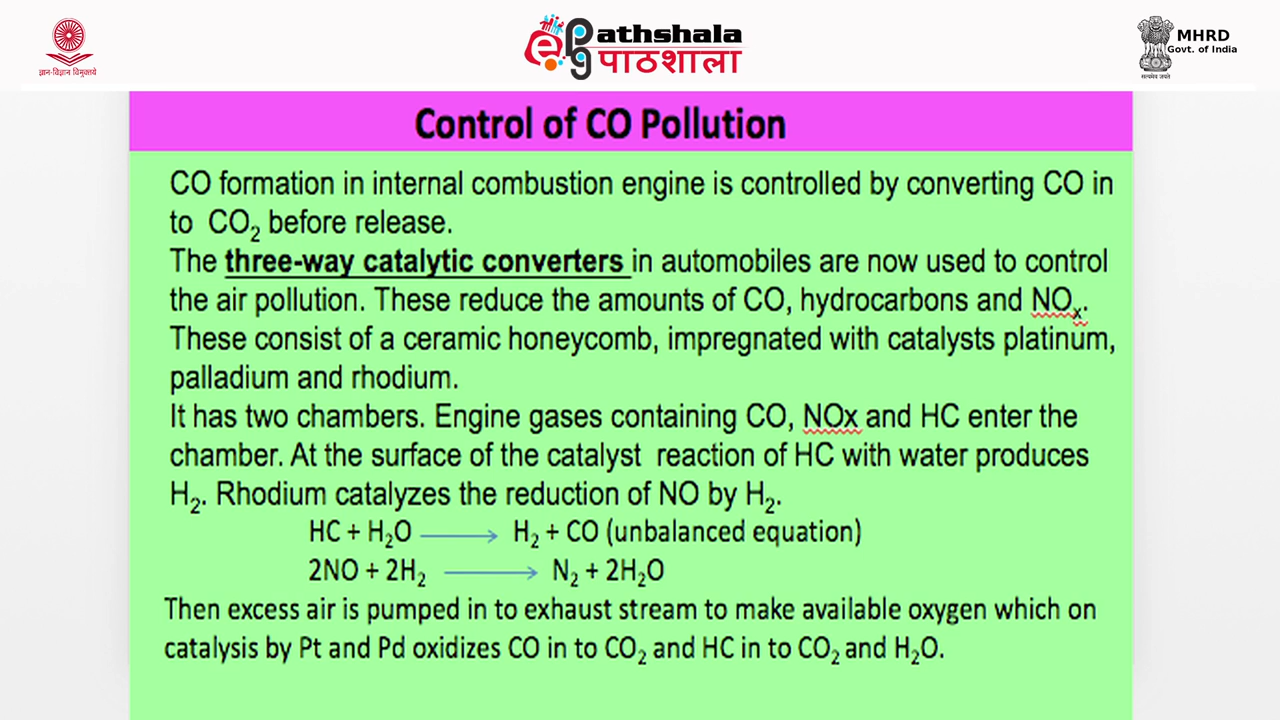 ज्ञान-विज्ञान विमुक्तये
ePG athshala
पाठशाला
MHRD
Govt. of India
सत्यमेव जयते
Control of CO Pollution
CO formation in internal combustion engine is controlled by converting CO in
to CO₂ before release.
The three-way catalytic converters in automobiles are now used to control
the air pollution. These reduce the amounts of CO, hydrocarbons and NOₓ.
These consist of a ceramic honeycomb, impregnated with catalysts platinum,
palladium and rhodium.
It has two chambers. Engine gases containing CO, NOx and HC enter the
chamber. At the surface of the catalyst reaction of HC with water produces
H₂. Rhodium catalyzes the reduction of NO by H₂.
HC + H₂O ⟶ H₂ + CO (unbalanced equation)
2NO + 2H₂ ⟶ N₂ + 2H₂O
Then excess air is pumped in to exhaust stream to make available oxygen which on
catalysis by Pt and Pd oxidizes CO in to CO₂ and HC in to CO₂ and H₂O.